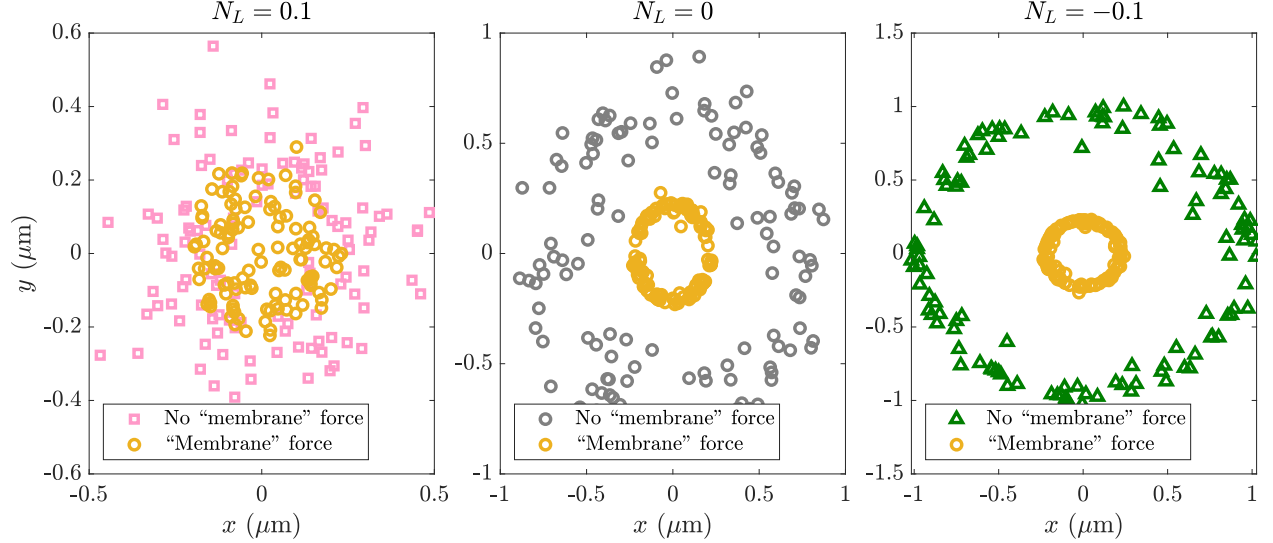 N_L = 0.1
0.6
0.4
0.2
0
-0.2
-0.4
-0.6
y (μm)
-0.5
0
0.5
x (μm)
No “membrane” force
“Membrane” force
N_L = 0
1
0.5
0
-0.5
-1
-1
-0.5
0
0.5
1
x (μm)
No “membrane” force
“Membrane” force
N_L = −0.1
1.5
1
0.5
0
-0.5
-1
-1.5
-1
-0.5
0
0.5
1
x (μm)
No “membrane” force
“Membrane” force